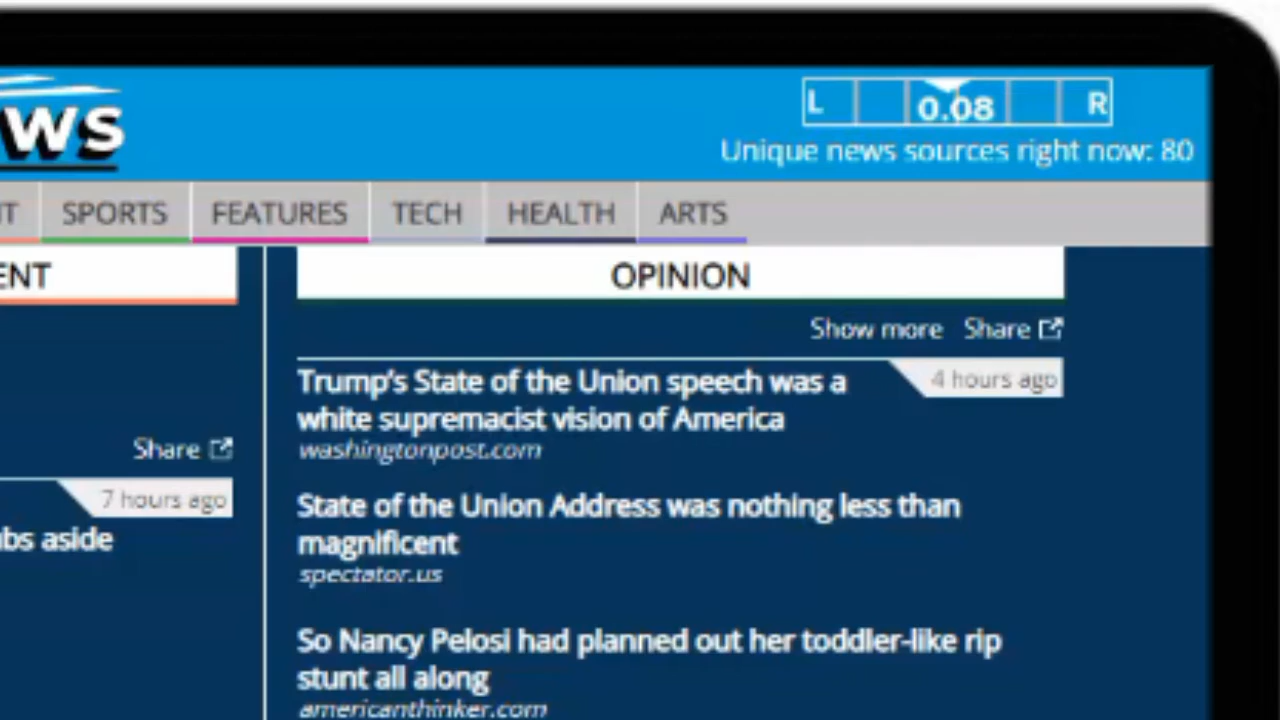 ws
L 0.08 R
Unique news sources right now: 80
SPORTS FEATURES TECH HEALTH ARTS
OPINION
Show more Share
Trump's State of the Union speech was a
4 hours ago
white supremacist vision of America
washingtonpost.com
Share
7 hours ago
State of the Union Address was nothing less than
magnificent
spectator.us
aside
So Nancy Pelosi had planned out her toddler-like rip
stunt all along
americanthinker.com